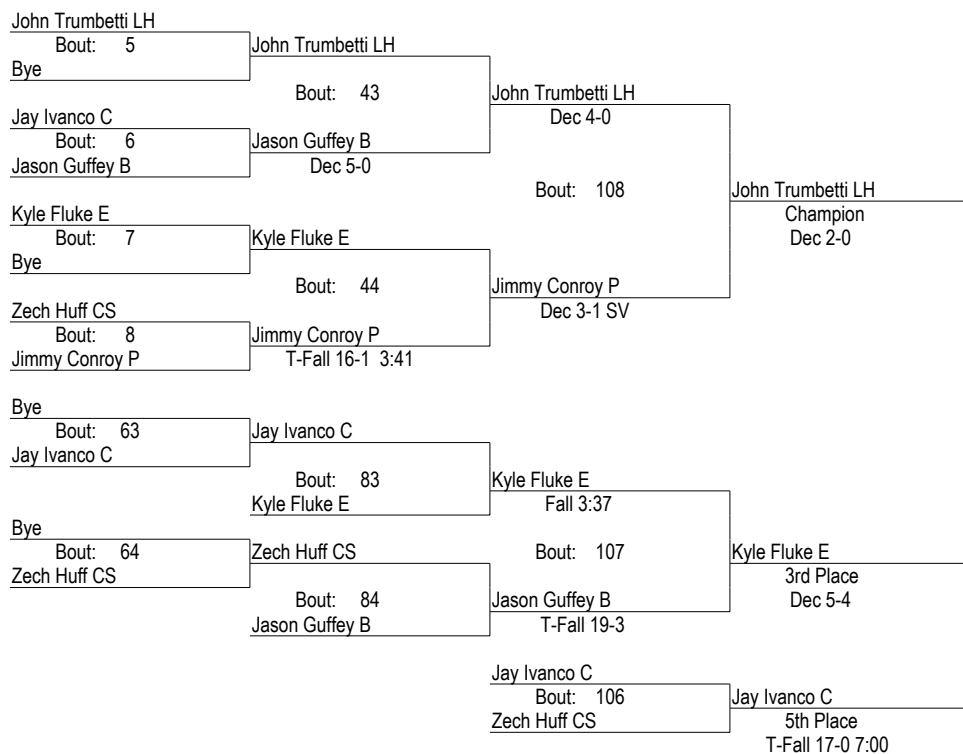 John Trumbetti LH
Bout: 5
John Trumbetti LH
Bye
Bout: 43
John Trumbetti LH
Dec 4-0
Jay Ivanco C
Bout: 6
Jason Guffey B
Jason Guffey B
Dec 5-0
Bout: 108
John Trumbetti LH
Champion
Dec 2-0
Kyle Fluke E
Bout: 7
Kyle Fluke E
Bye
Bout: 44
Jimmy Conroy P
Dec 3-1 SV
Zech Huff CS
Bout: 8
Jimmy Conroy P
Jimmy Conroy P
T-Fall 16-1 3:41
Bye
Bout: 63
Jay Ivanco C
Jay Ivanco C
Bout: 83
Kyle Fluke E
Kyle Fluke E
Fall 3:37
Bye
Bout: 64
Zech Huff CS
Zech Huff CS
Bout: 107
Kyle Fluke E
3rd Place
Dec 5-4
Bout: 84
Jason Guffey B
Jason Guffey B
T-Fall 19-3
Jay Ivanco C
Bout: 106
Zech Huff CS
Jay Ivanco C
5th Place
T-Fall 17-0 7:00